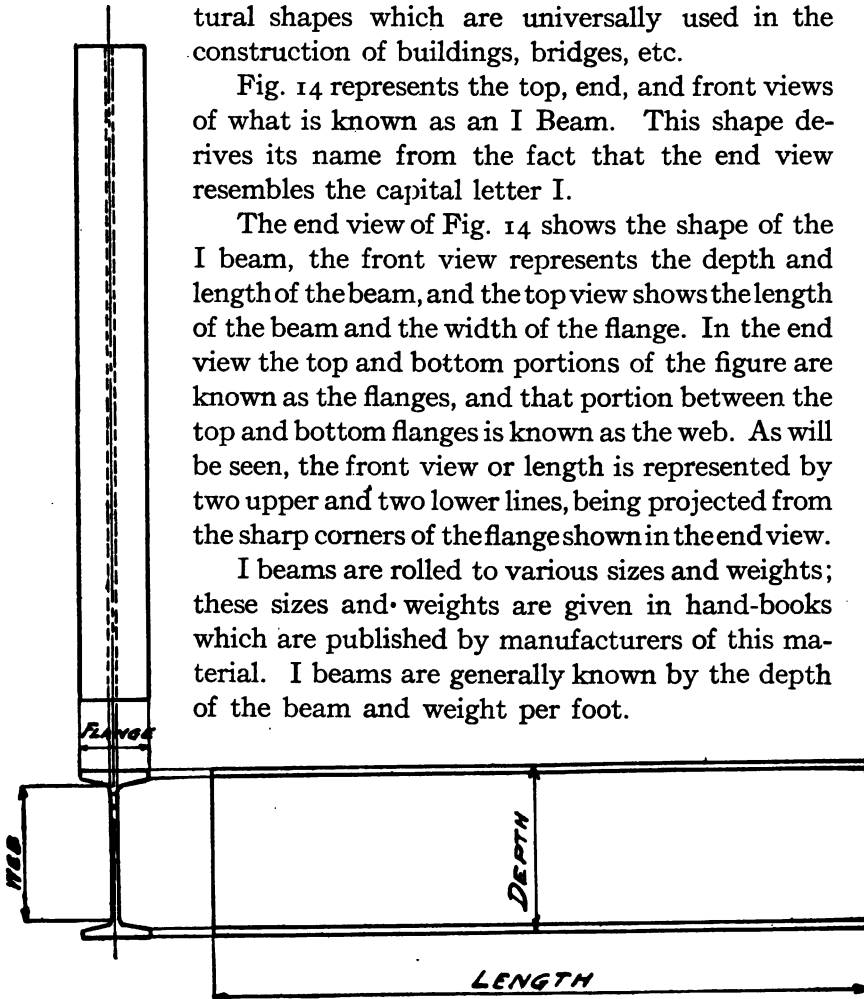 tural shapes which are universally used in the
construction of buildings, bridges, etc.
Fig. 14 represents the top, end, and front views
of what is known as an I Beam. This shape de-
rives its name from the fact that the end view
resembles the capital letter I.
The end view of Fig. 14 shows the shape of the
I beam, the front view represents the depth and
length of the beam, and the top view shows the length
of the beam and the width of the flange. In the end
view the top and bottom portions of the figure are
known as the flanges, and that portion between the
top and bottom flanges is known as the web. As will
be seen, the front view or length is represented by
two upper and two lower lines, being projected from
the sharp corners of the flange shown in the end view.
I beams are rolled to various sizes and weights;
these sizes and weights are given in hand-books
which are published by manufacturers of this ma-
terial. I beams are generally known by the depth
of the beam and weight per foot.
FLANGE
WEB
DEPTH
LENGTH